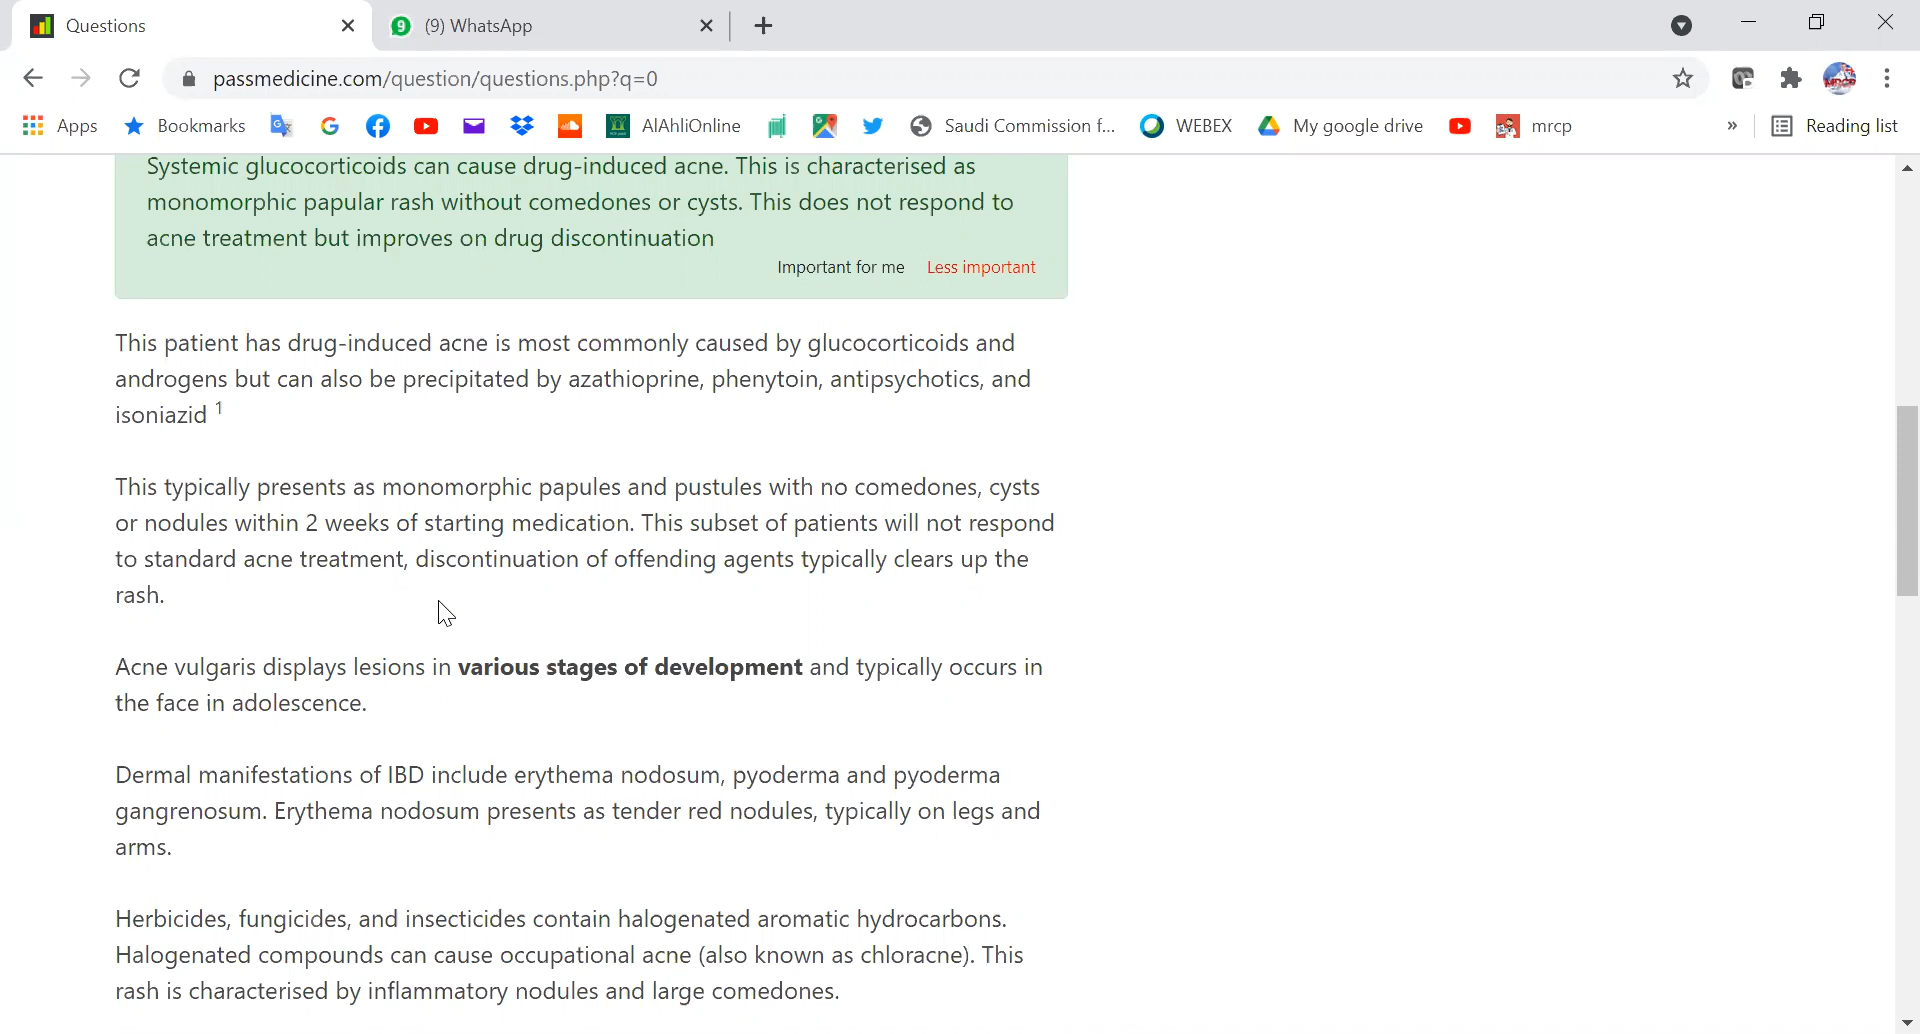 Questions
9
(9) WhatsApp
passmedicine.com/question/questions.php?q=0
Apps
Bookmarks
AlAhliOnline
Saudi Commission f...
WEBEX
My google drive
mrcp
»
Reading list
Systemic glucocorticoids can cause drug-induced acne. This is characterised as
monomorphic papular rash without comedones or cysts. This does not respond to
acne treatment but improves on drug discontinuation
Important for me Less important
This patient has drug-induced acne is most commonly caused by glucocorticoids and
androgens but can also be precipitated by azathioprine, phenytoin, antipsychotics, and
isoniazid 1
This typically presents as monomorphic papules and pustules with no comedones, cysts
or nodules within 2 weeks of starting medication. This subset of patients will not respond
to standard acne treatment, discontinuation of offending agents typically clears up the
rash.
Acne vulgaris displays lesions in various stages of development and typically occurs in
the face in adolescence.
Dermal manifestations of IBD include erythema nodosum, pyoderma and pyoderma
gangrenosum. Erythema nodosum presents as tender red nodules, typically on legs and
arms.
Herbicides, fungicides, and insecticides contain halogenated aromatic hydrocarbons.
Halogenated compounds can cause occupational acne (also known as chloracne). This
rash is characterised by inflammatory nodules and large comedones.